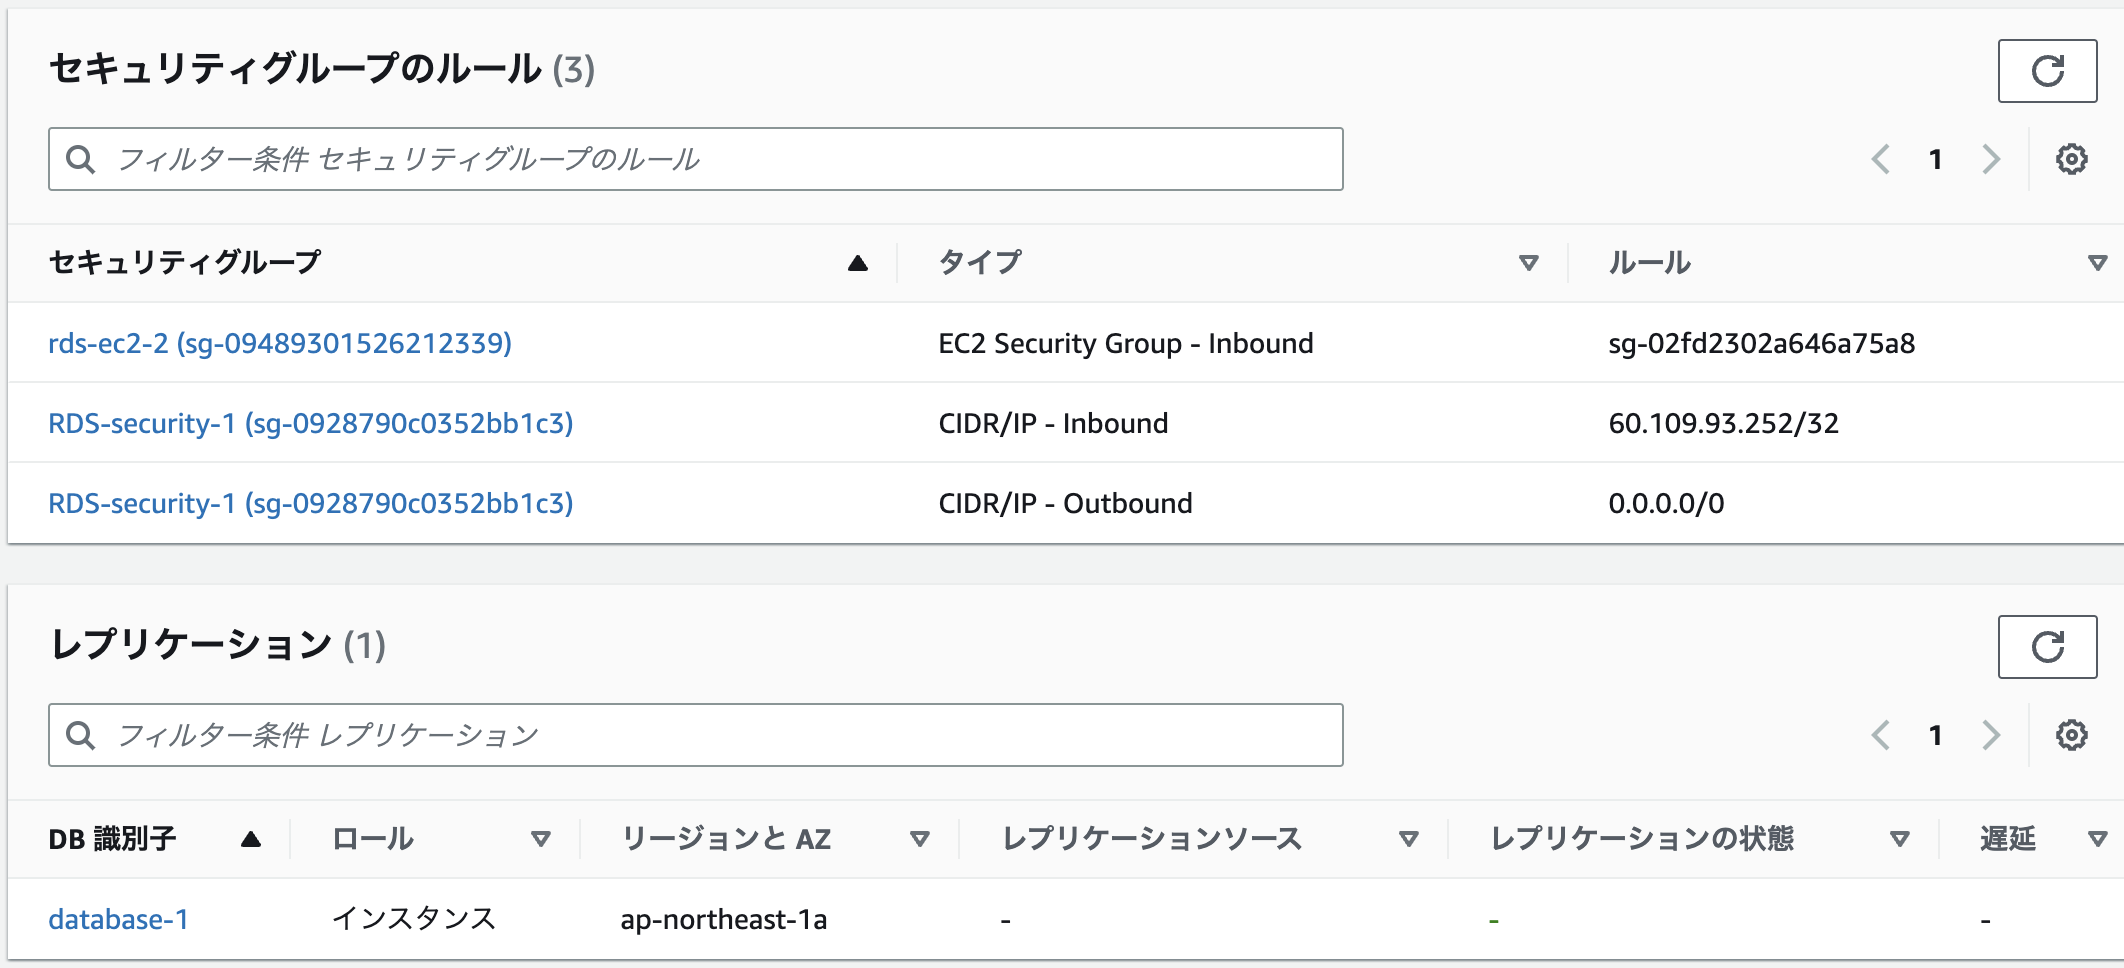 セキュリティグループのルール (3)
フィルター条件 セキュリティグループのルール
1
セキュリティグループ タイプ ルール
rds-ec2-2 (sg-09489301526212339) EC2 Security Group - Inbound sg-02fd2302a646a75a8
RDS-security-1 (sg-0928790c0352bb1c3) CIDR/IP - Inbound 60.109.93.252/32
RDS-security-1 (sg-0928790c0352bb1c3) CIDR/IP - Outbound 0.0.0.0/0
レプリケーション (1)
フィルター条件 レプリケーション
1
DB 識別子 ロール リージョンと AZ レプリケーションソース レプリケーションの状態 遅延
database-1 インスタンス ap-northeast-1a - - -